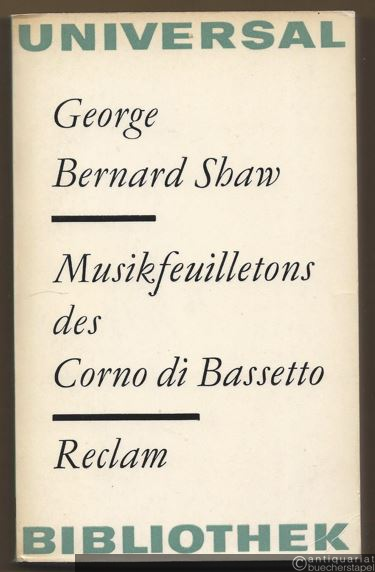 UNIVERSAL
George
Bernard Shaw
Musikfeuilletons
des
Corno di Bassetto
Reclam
BIBLIOTHEK
antiquariat
buecherstapel